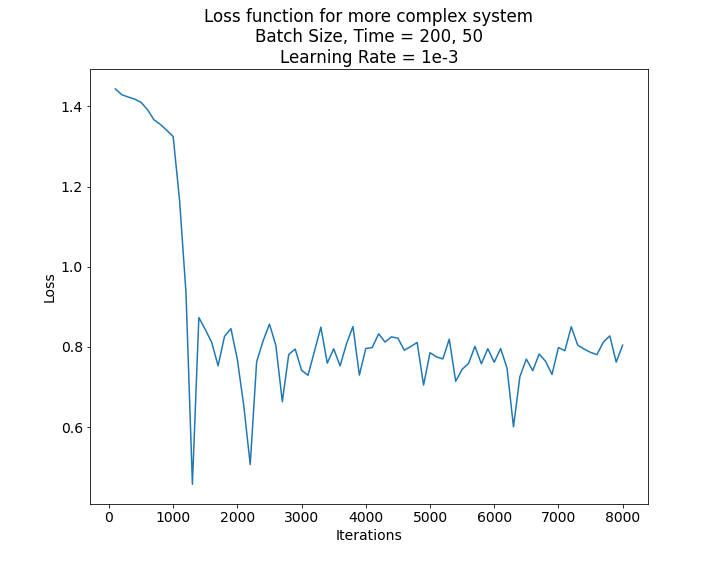 Loss function for more complex system
Batch Size, Time = 200, 50
Learning Rate = 1e-3
Loss
1.4
1.2
1.0
0.8
0.6
0 1000 2000 3000 4000 5000 6000 7000 8000
Iterations